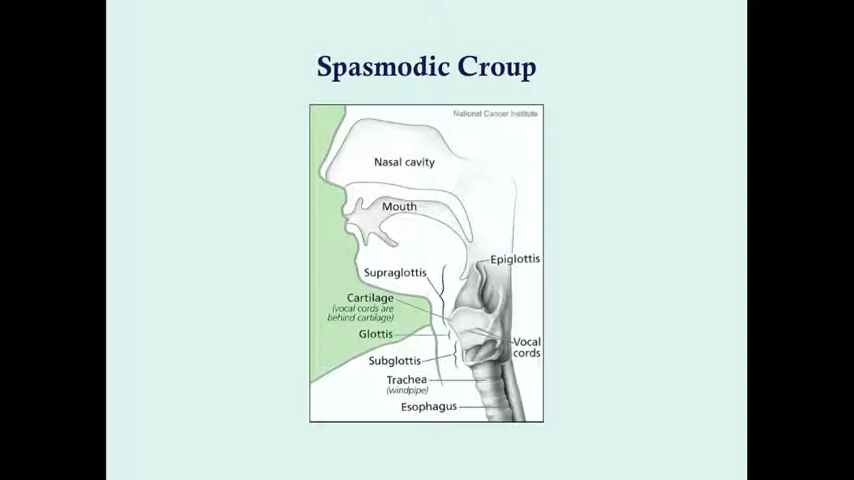 Spasmodic Croup
National Cancer Institute
Nasal cavity
Mouth
Epiglottis
Supraglottis
Cartilage
(vocal cords are
behind cartilage)
Glottis
Vocal
cords
Subglottis
Trachea
(windpipe)
Esophagus